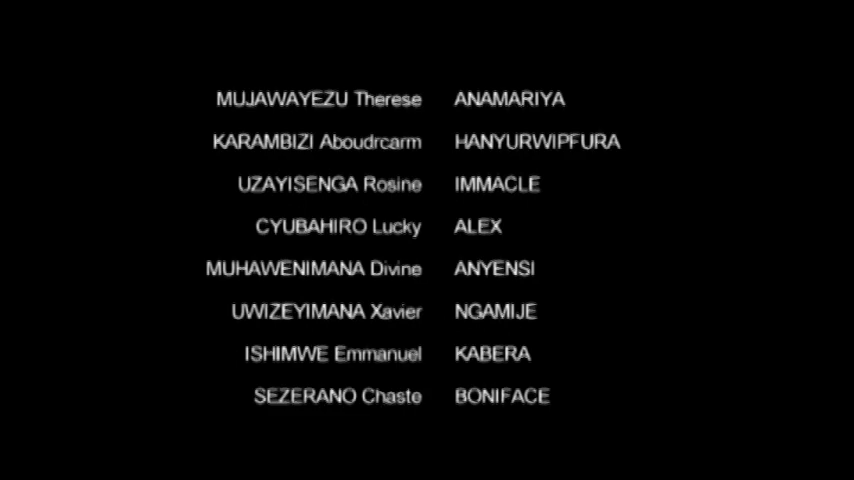 MUJAWAYEZU Therese ANAMARIYA
KARAMBIZI Aboudrcarm HANYURWIPFURA
UZAYISENGA Rosine IMMACLE
CYUBAHIRO Lucky ALEX
MUHAWENIMANA Divine ANYENSI
UWIZEYIMANA Xavier NGAMIJE
ISHIMWE Emmanuel KABERA
SEZERANO Chaste BONIFACE